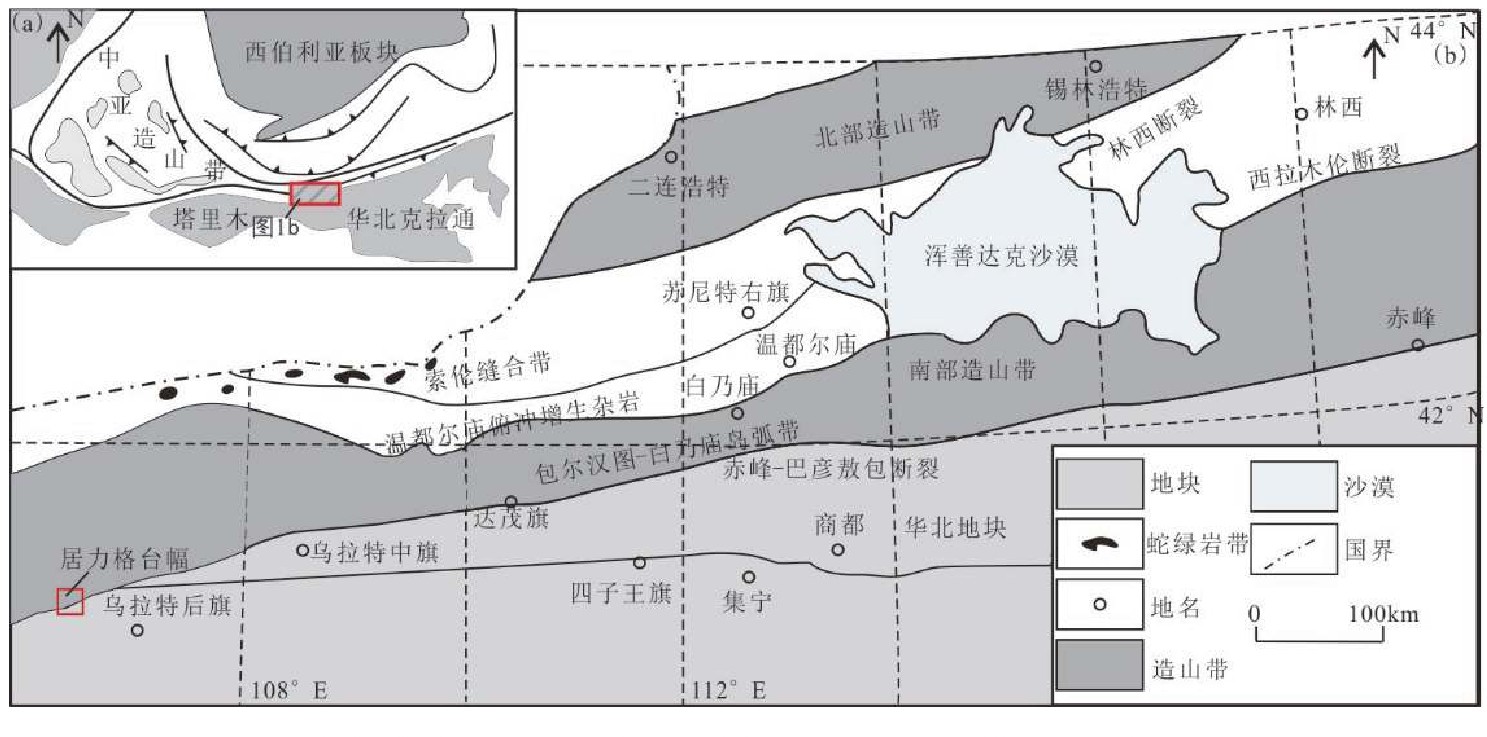 (a)
N
中
亚
造
山
带
西伯利亚板块
塔里木
图1b
华北克拉通
N
44° N
(b)
锡林浩特
林西
北部造山带
林西断裂
二连浩特
西拉木伦断裂
浑善达克沙漠
苏尼特右旗
赤峰
温都尔庙
索伦缝合带
南部造山带
白乃庙
温都尔庙俯冲增生杂岩
42° N
包尔汉图-白乃庙岛弧带
赤峰-巴彦敖包断裂
达茂旗
商都
华北地块
乌拉特中旗
居力格台幅
四子王旗
集宁
乌拉特后旗
108° E
112° E
地块
沙漠
蛇绿岩带
国界
地名
0
100km
造山带